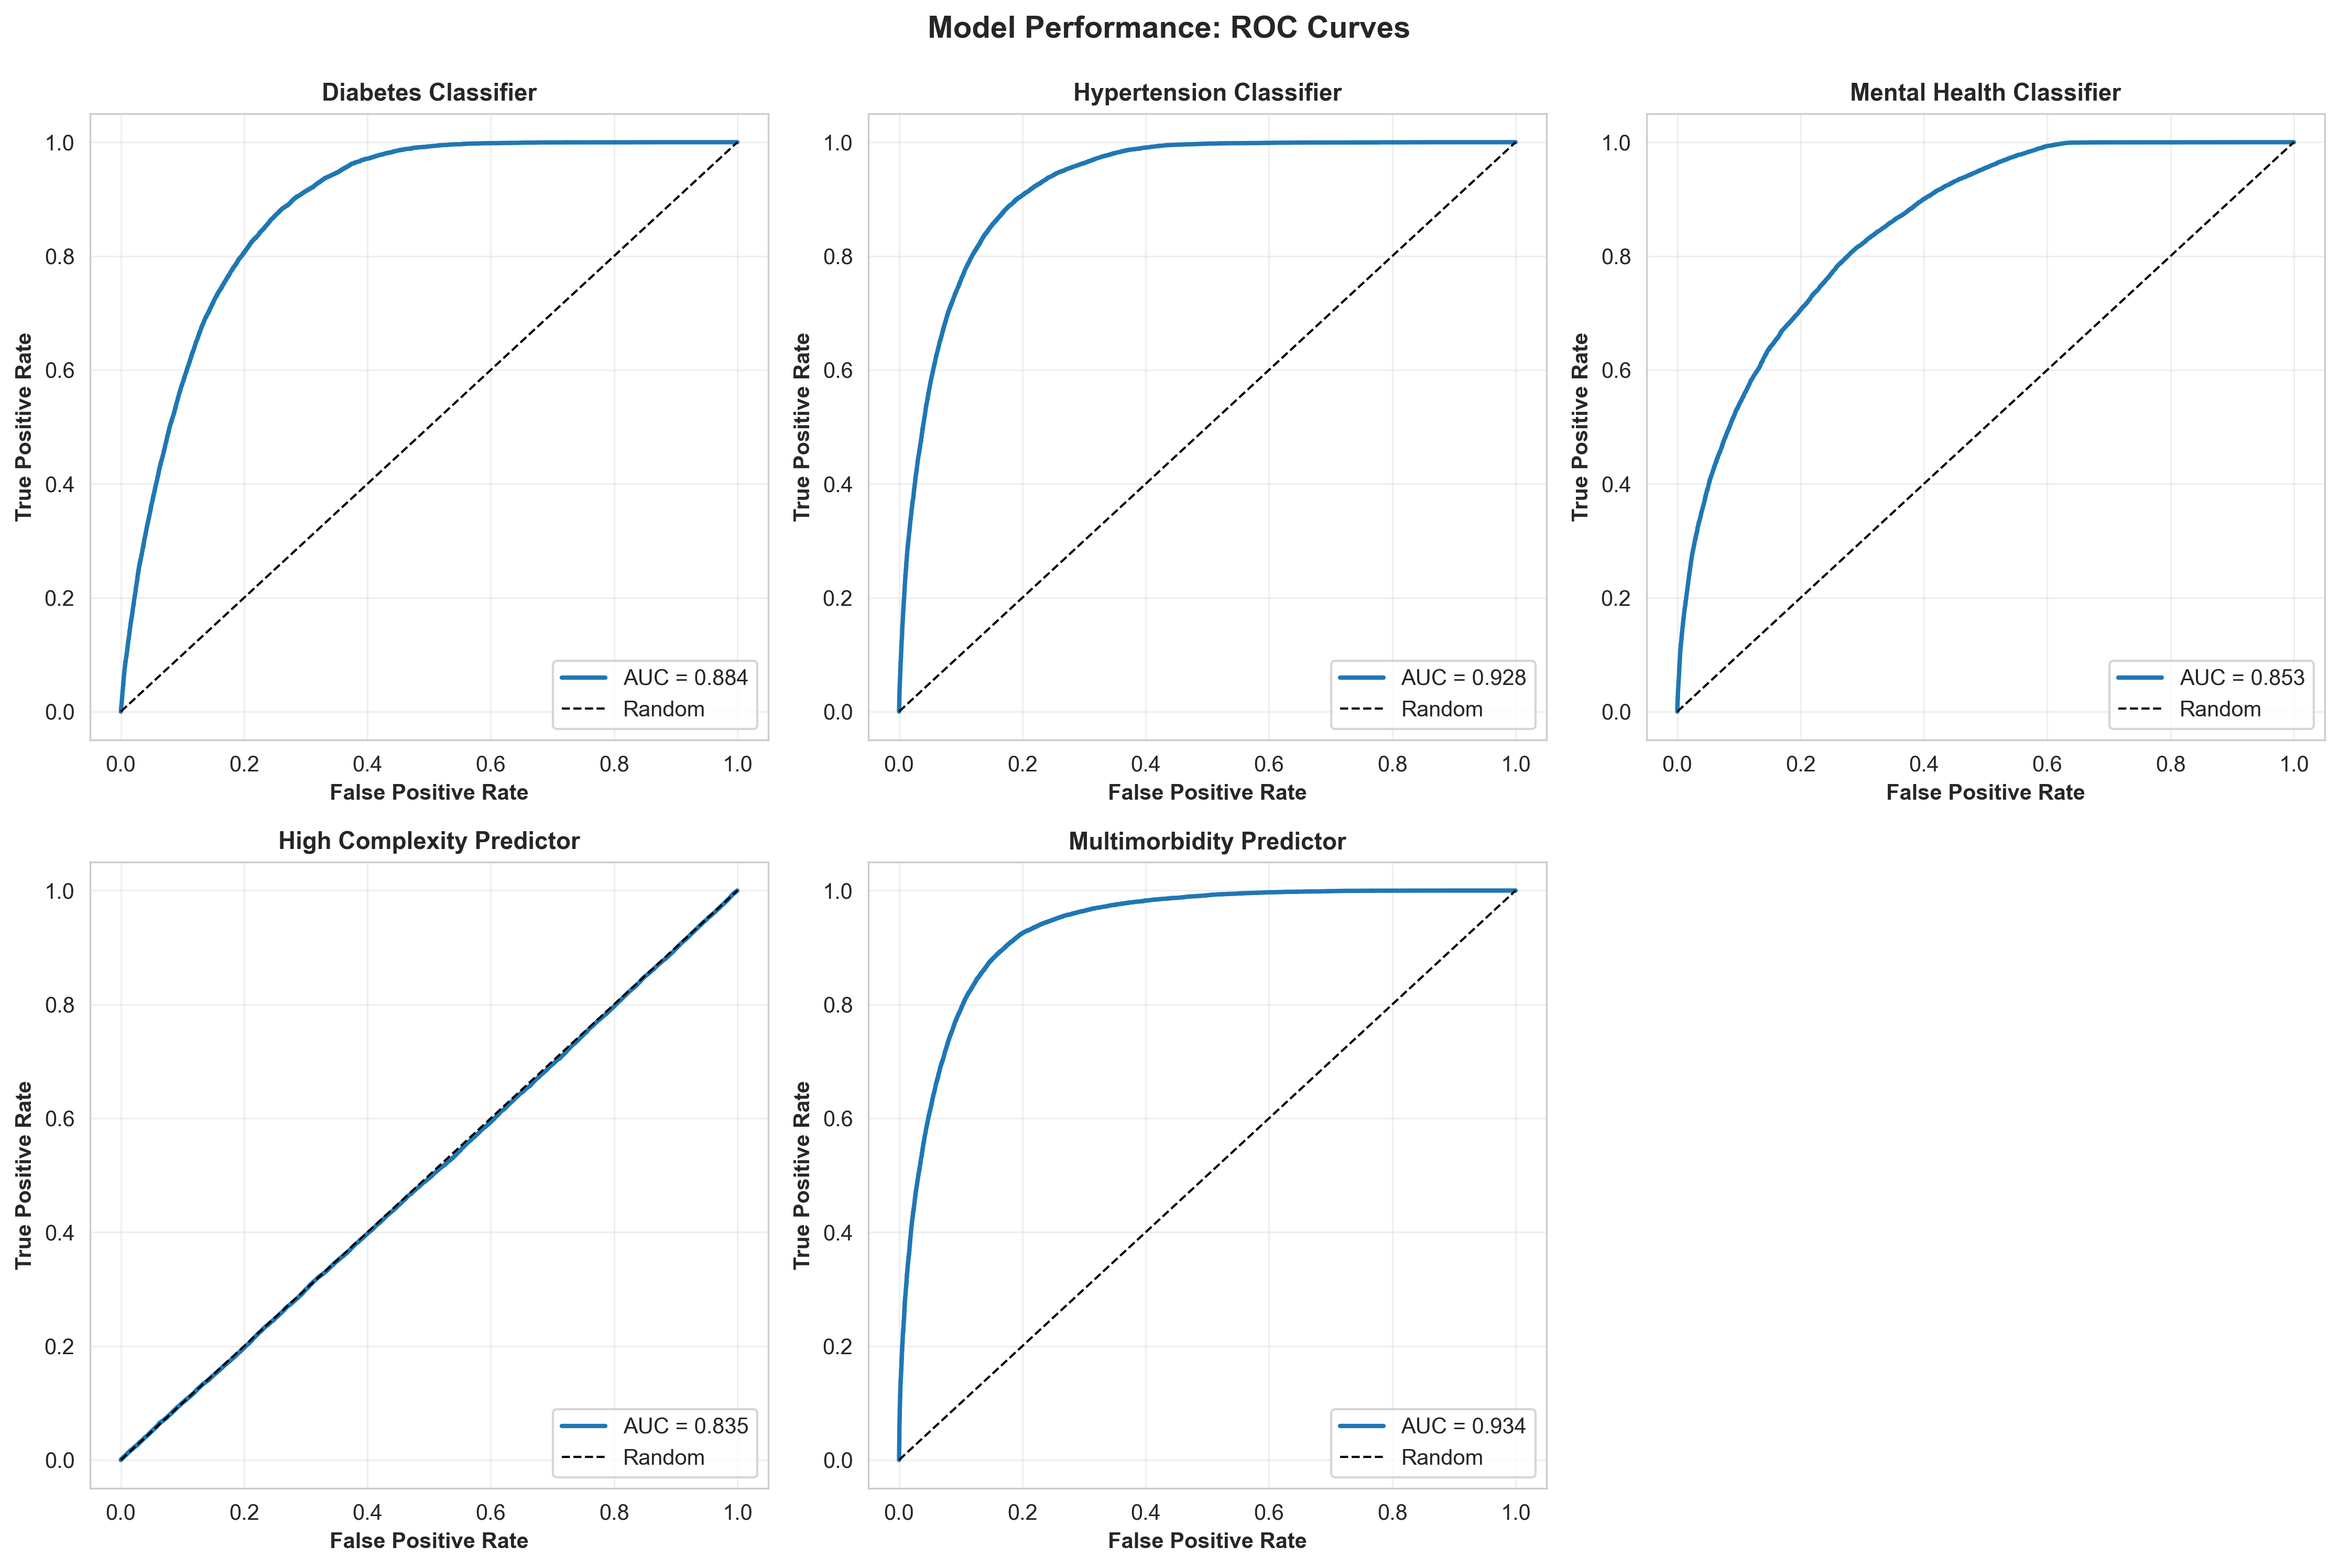 Model Performance: ROC Curves
Diabetes Classifier
True Positive Rate
1.0
0.8
0.6
0.4
0.2
0.0
AUC = 0.884
Random
0.0 0.2 0.4 0.6 0.8 1.0
False Positive Rate
Hypertension Classifier
True Positive Rate
1.0
0.8
0.6
0.4
0.2
0.0
AUC = 0.928
Random
0.0 0.2 0.4 0.6 0.8 1.0
False Positive Rate
Mental Health Classifier
True Positive Rate
1.0
0.8
0.6
0.4
0.2
0.0
AUC = 0.853
Random
0.0 0.2 0.4 0.6 0.8 1.0
False Positive Rate
High Complexity Predictor
True Positive Rate
1.0
0.8
0.6
0.4
0.2
0.0
AUC = 0.835
Random
0.0 0.2 0.4 0.6 0.8 1.0
False Positive Rate
Multimorbidity Predictor
True Positive Rate
1.0
0.8
0.6
0.4
0.2
0.0
AUC = 0.934
Random
0.0 0.2 0.4 0.6 0.8 1.0
False Positive Rate